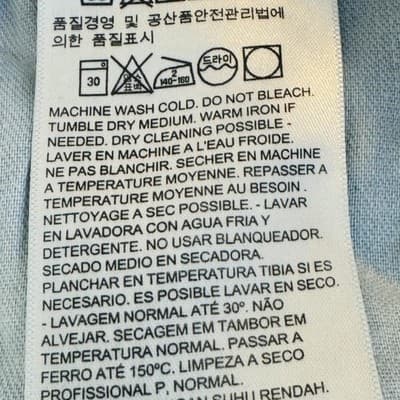 품질경영 및 공산품안전관리법에
의한 품질표시
30 표백 2 140~160 드라이
MACHINE WASH COLD. DO NOT BLEACH.
TUMBLE DRY MEDIUM. WARM IRON IF
NEEDED. DRY CLEANING POSSIBLE -
LAVER EN MACHINE A L'EAU FROIDE.
NE PAS BLANCHIR. SECHER EN MACHINE
A TEMPERATURE MOYENNE. REPASSER A
TEMPERATURE MOYENNE AU BESOIN .
NETTOYAGE A SEC POSSIBLE. - LAVAR
EN LAVADORA CON AGUA FRIA Y
DETERGENTE. NO USAR BLANQUEADOR.
SECADO MEDIO EN SECADORA.
PLANCHAR EN TEMPERATURA TIBIA SI ES
NECESARIO. ES POSIBLE LAVAR EN SECO.
- LAVAGEM NORMAL ATÉ 30º. NÃO
ALVEJAR. SECAGEM EM TAMBOR EM
TEMPERATURA NORMAL. PASSAR A
FERRO ATÉ 150ºC. LIMPEZA A SECO
PROFISSIONAL P, NORMAL.
SUHU RENDAH.